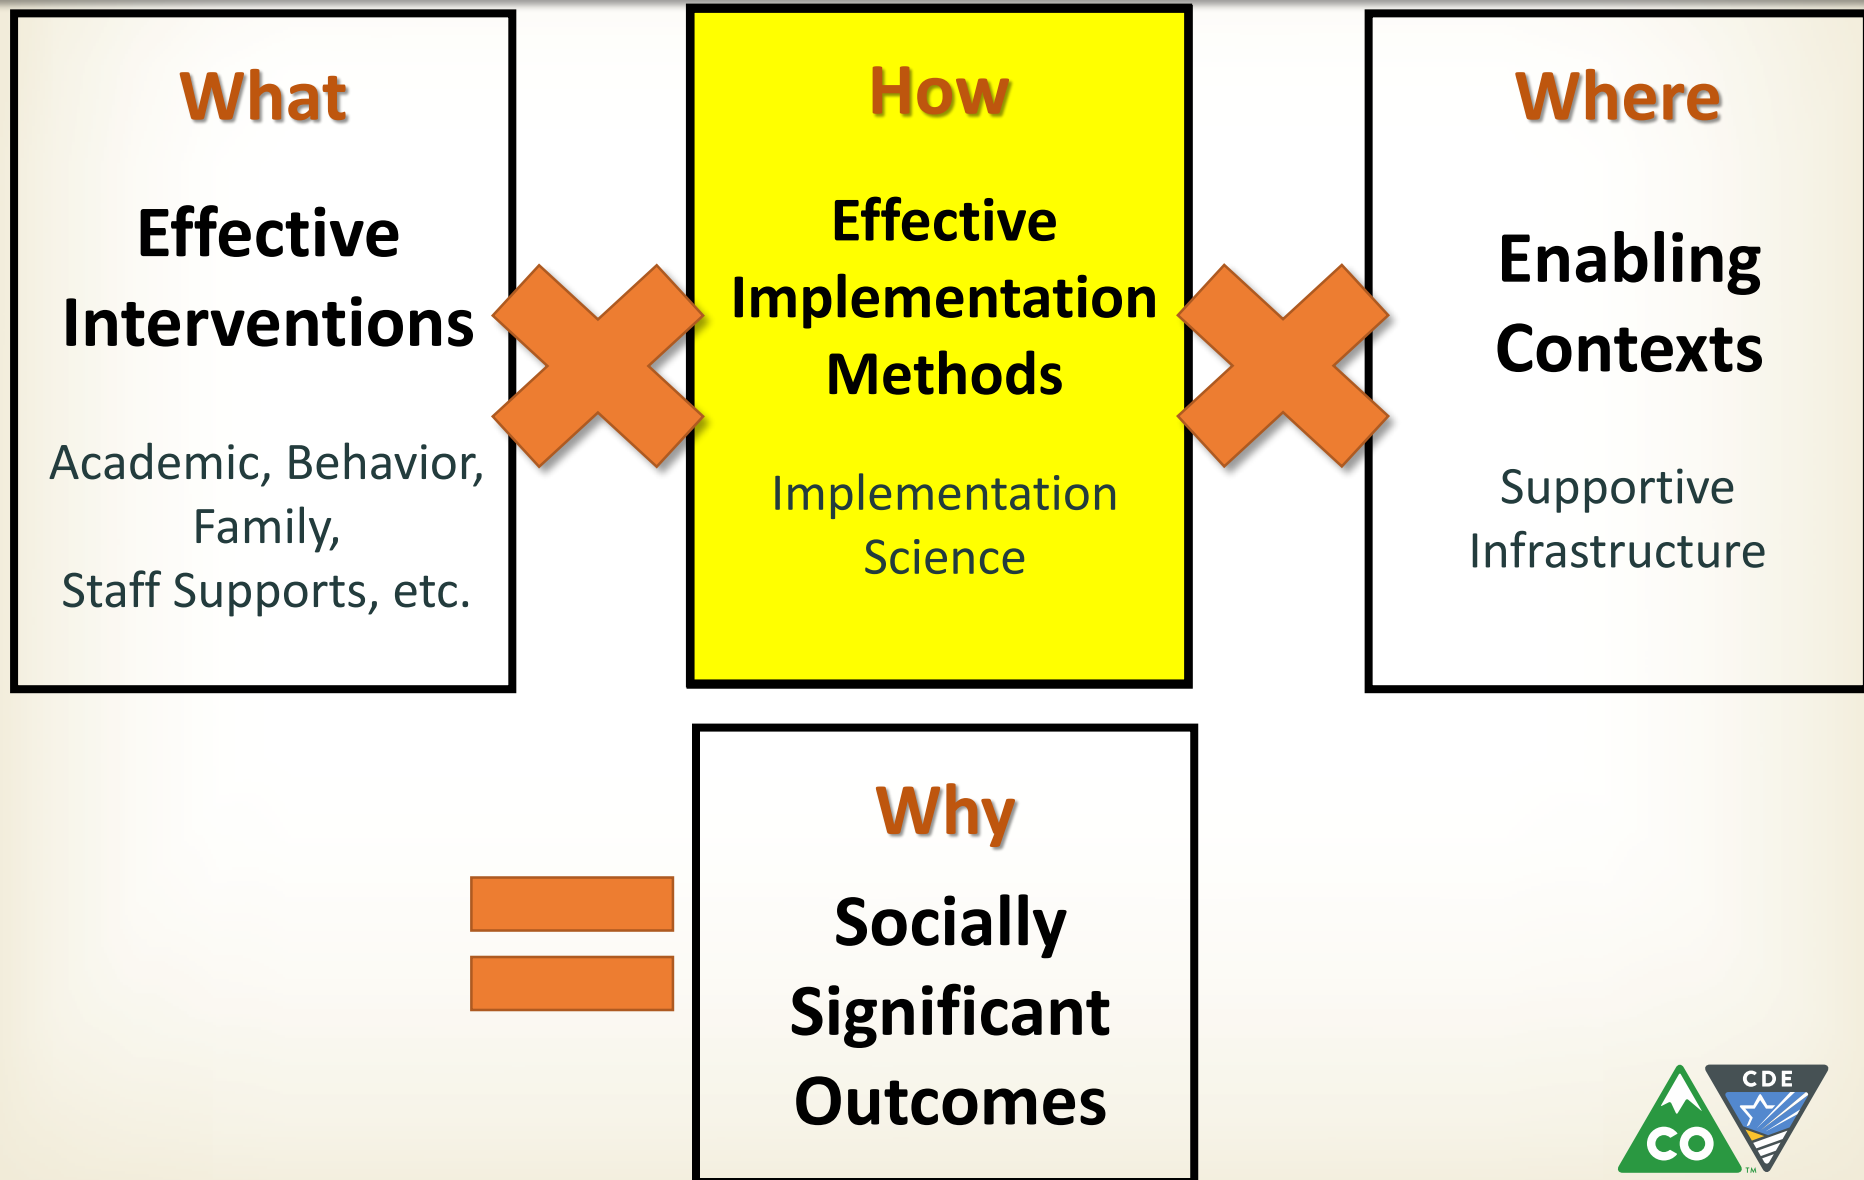 What
Effective
Interventions
Academic, Behavior,
Family,
Staff Supports, etc.
How
Effective
Implementation
Methods
Implementation
Science
Where
Enabling
Contexts
Supportive
Infrastructure
Why
Socially
Significant
Outcomes
CO
CDE
TM